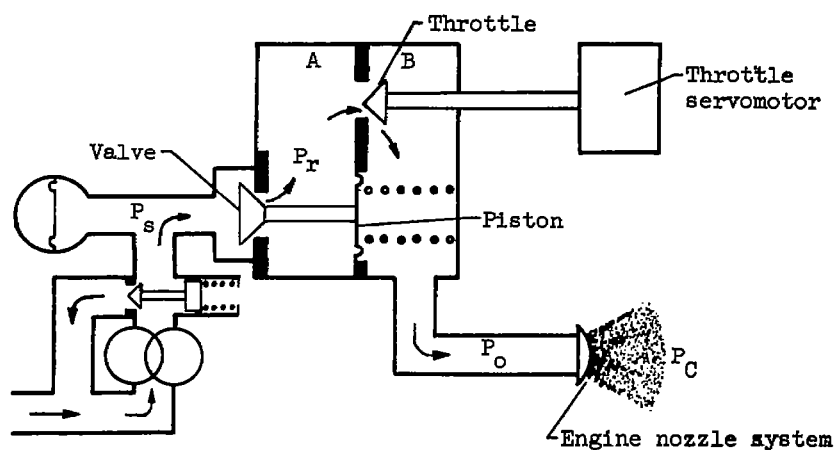 Throttle
A
B
Throttle
servomotor
Valve
Pr
Ps
Piston
Po
PC
Engine nozzle system